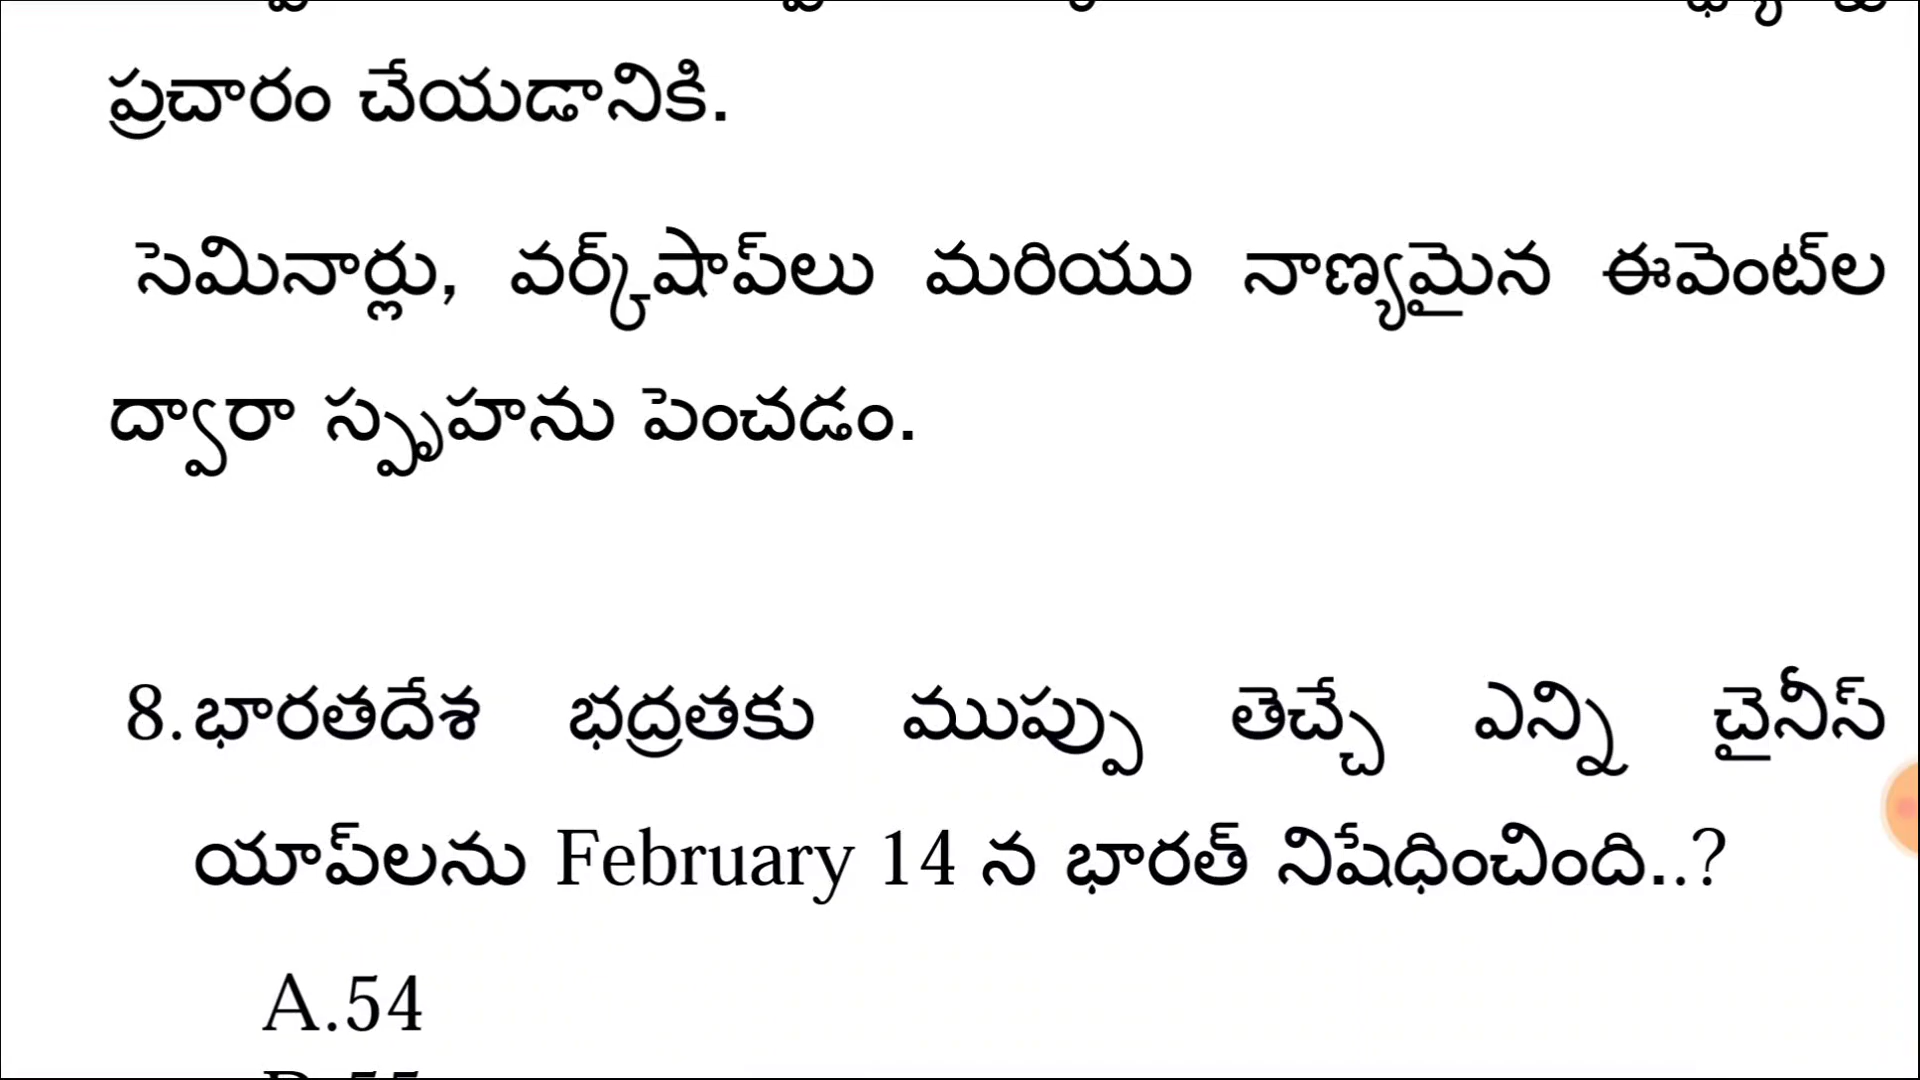 ప్రచారం చేయడానికి.
సెమినార్లు, వర్క్‌షాప్‌లు మరియు నాణ్యమైన ఈవెంట్‌ల
ద్వారా స్పృహను పెంచడం.
8.భారతదేశ భద్రతకు ముప్పు తెచ్చే ఎన్ని చైనీస్
యాప్‌లను February 14 న భారత్ నిషేధించింది..?
A.54